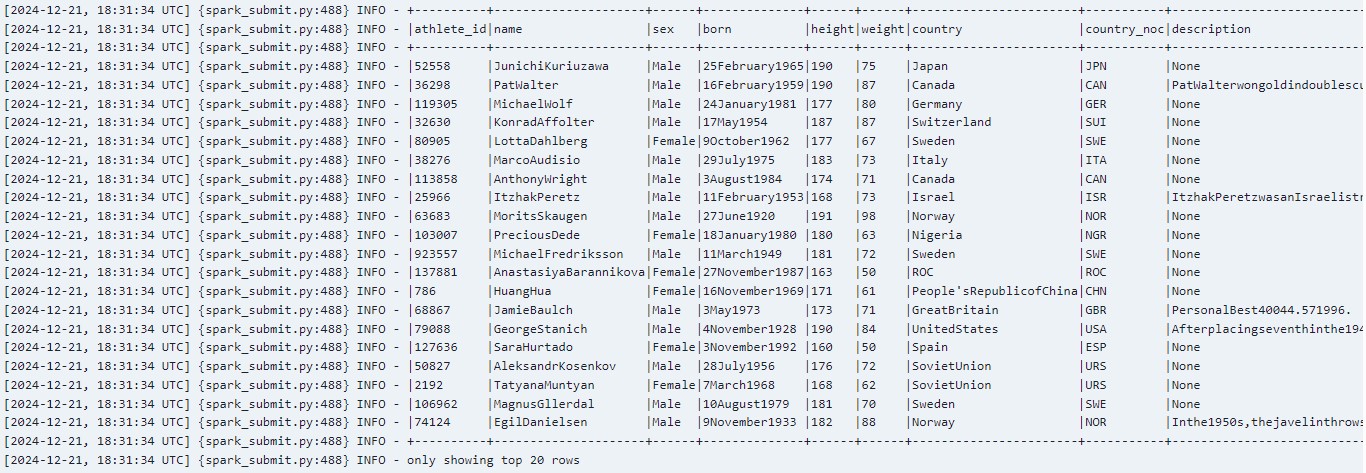 [2024-12-21, 18:31:34 UTC] {spark_submit.py:488} INFO - +----------+--------------------+------+--------------+------+------+----------------------+-----------+--------------------------
[2024-12-21, 18:31:34 UTC] {spark_submit.py:488} INFO - |athlete_id|name                |sex   |born          |height|weight|country               |country_noc|description
[2024-12-21, 18:31:34 UTC] {spark_submit.py:488} INFO - +----------+--------------------+------+--------------+------+------+----------------------+-----------+--------------------------
[2024-12-21, 18:31:34 UTC] {spark_submit.py:488} INFO - |52558     |JunichiKuriuzawa    |Male  |25February1965|190   |75    |Japan                 |JPN        |None
[2024-12-21, 18:31:34 UTC] {spark_submit.py:488} INFO - |36298     |PatWalter           |Male  |16February1959|190   |87    |Canada                |CAN        |PatWalterwongoldindoublescu
[2024-12-21, 18:31:34 UTC] {spark_submit.py:488} INFO - |119305    |MichaelWolf         |Male  |24January1981 |177   |80    |Germany               |GER        |None
[2024-12-21, 18:31:34 UTC] {spark_submit.py:488} INFO - |32630     |KonradAffolter      |Male  |17May1954     |187   |87    |Switzerland           |SUI        |None
[2024-12-21, 18:31:34 UTC] {spark_submit.py:488} INFO - |80905     |LottaDahlberg       |Female|9October1962  |177   |67    |Sweden                |SWE        |None
[2024-12-21, 18:31:34 UTC] {spark_submit.py:488} INFO - |38276     |MarcoAudisio        |Male  |29July1975    |183   |73    |Italy                 |ITA        |None
[2024-12-21, 18:31:34 UTC] {spark_submit.py:488} INFO - |113858    |AnthonyWright       |Male  |3August1984   |174   |71    |Canada                |CAN        |None
[2024-12-21, 18:31:34 UTC] {spark_submit.py:488} INFO - |25966     |ItzhakPeretz        |Male  |11February1953|168   |73    |Israel                |ISR        |ItzhakPeretzwasanIsraelistr
[2024-12-21, 18:31:34 UTC] {spark_submit.py:488} INFO - |63683     |MoritsSkaugen       |Male  |27June1920    |191   |98    |Norway                |NOR        |None
[2024-12-21, 18:31:34 UTC] {spark_submit.py:488} INFO - |103007    |PreciousDede        |Female|18January1980 |180   |63    |Nigeria               |NGR        |None
[2024-12-21, 18:31:34 UTC] {spark_submit.py:488} INFO - |923557    |MichaelFredriksson  |Male  |11March1949   |181   |72    |Sweden                |SWE        |None
[2024-12-21, 18:31:34 UTC] {spark_submit.py:488} INFO - |137881    |AnastasiyaBarannikova|Female|27November1987|163   |50    |ROC                   |ROC        |None
[2024-12-21, 18:31:34 UTC] {spark_submit.py:488} INFO - |786       |HuangHua            |Female|16November1969|171   |61    |People'sRepublicofChina|CHN        |None
[2024-12-21, 18:31:34 UTC] {spark_submit.py:488} INFO - |68867     |JamieBaulch         |Male  |3May1973      |173   |71    |GreatBritain          |GBR        |PersonalBest40044.571996.
[2024-12-21, 18:31:34 UTC] {spark_submit.py:488} INFO - |79088     |GeorgeStanich       |Male  |4November1928 |190   |84    |UnitedStates          |USA        |Afterplacingseventhinthe194
[2024-12-21, 18:31:34 UTC] {spark_submit.py:488} INFO - |127636    |SaraHurtado         |Female|3November1992 |160   |50    |Spain                 |ESP        |None
[2024-12-21, 18:31:34 UTC] {spark_submit.py:488} INFO - |50827     |AleksandrKosenkov   |Male  |28July1956    |176   |72    |SovietUnion           |URS        |None
[2024-12-21, 18:31:34 UTC] {spark_submit.py:488} INFO - |2192      |TatyanaMuntyan      |Female|7March1968    |168   |62    |SovietUnion           |URS        |None
[2024-12-21, 18:31:34 UTC] {spark_submit.py:488} INFO - |106962    |MagnusGllerdal      |Male  |10August1979  |181   |70    |Sweden                |SWE        |None
[2024-12-21, 18:31:34 UTC] {spark_submit.py:488} INFO - |74124     |EgilDanielsen       |Male  |9November1933 |182   |88    |Norway                |NOR        |Inthe1950s,thejavelinthrows
[2024-12-21, 18:31:34 UTC] {spark_submit.py:488} INFO - +----------+--------------------+------+--------------+------+------+----------------------+-----------+--------------------------
[2024-12-21, 18:31:34 UTC] {spark_submit.py:488} INFO - only showing top 20 rows